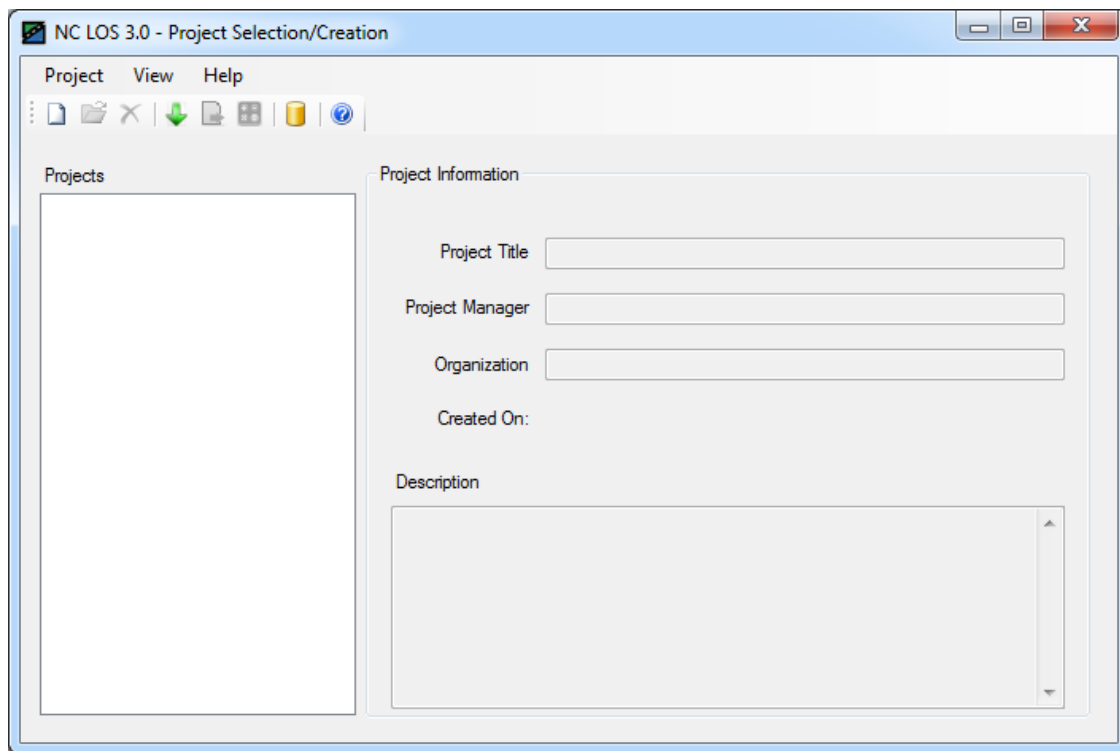 NC LOS 3.0 - Project Selection/Creation
Project View Help
Projects
Project Information
Project Title
Project Manager
Organization
Created On:
Description